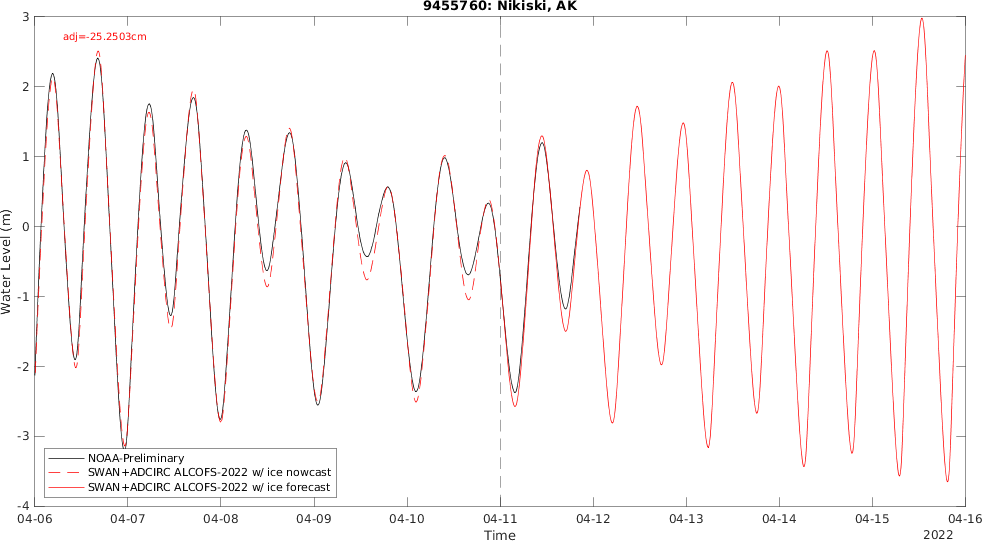 9455760: Nikiski, AK
adj=-25.2503cm
3
2
1
0
-1
-2
-3
-4
Water Level (m)
NOAA-Preliminary
SWAN+ADCIRC ALCOFS-2022 w/ ice nowcast
SWAN+ADCIRC ALCOFS-2022 w/ ice forecast
04-06 04-07 04-08 04-09 04-10 04-11 04-12 04-13 04-14 04-15 04-16
Time
2022